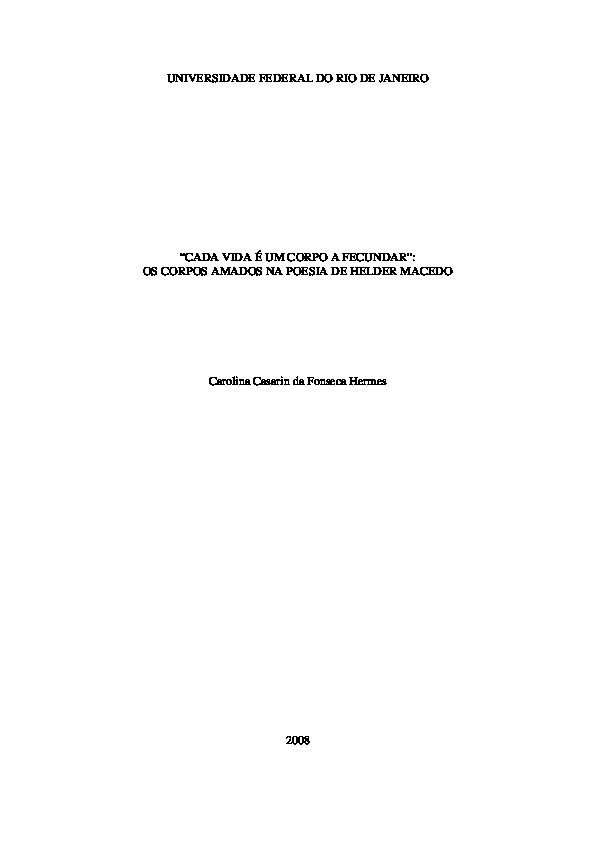 UNIVERSIDADE FEDERAL DO RIO DE JANEIRO
"CADA VIDA É UM CORPO A FECUNDAR":
OS CORPOS AMADOS NA POESIA DE HELDER MACEDO
Carolina Casarin da Fonseca Hermes
2008